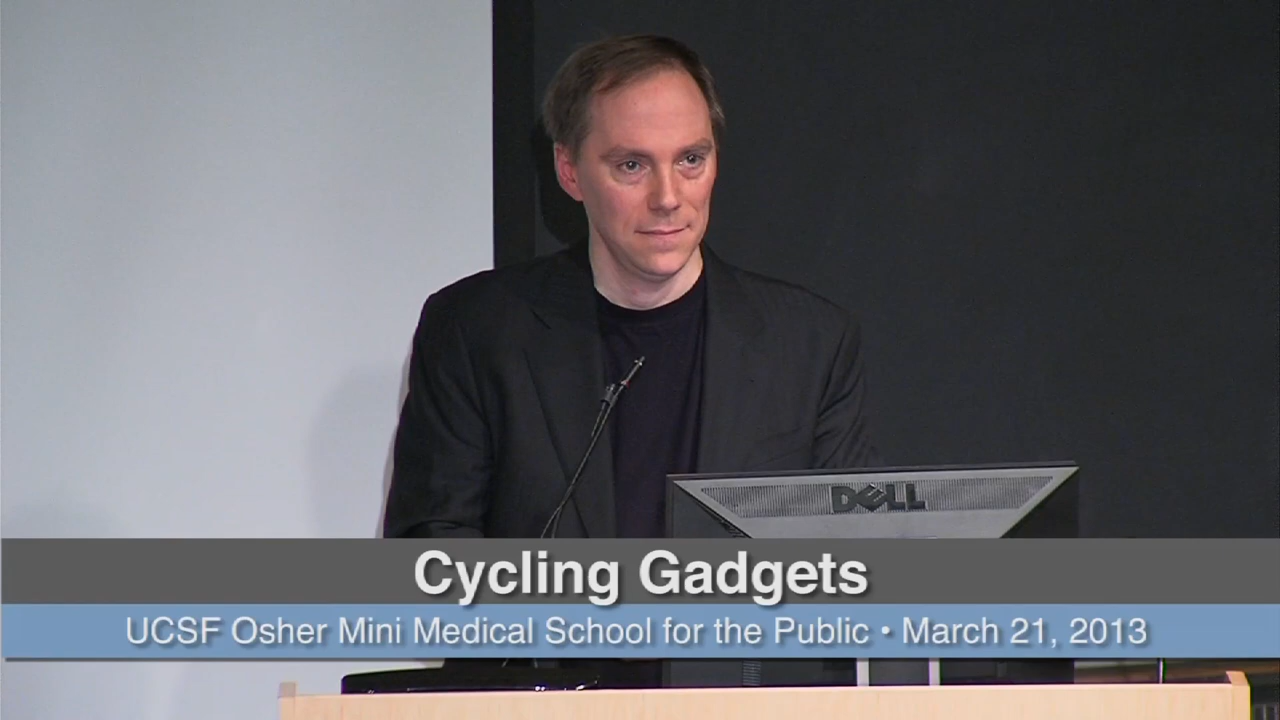 DELL
Cycling Gadgets
UCSF Osher Mini Medical School for the Public • March 21, 2013